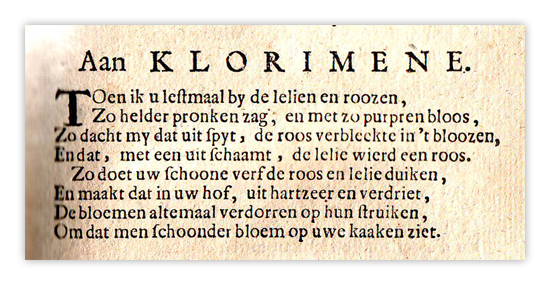 Aan KLORIMENE.
TOen ik u leſtmaal by de lelien en roozen,
Zo helder pronken zag, en met zo purpren bloos,
Zo dacht my dat uit ſpyt, de roos verbleekte in 't bloozen,
En dat, met een uit ſchaamt, de lelie wierd een roos.
Zo doet uw ſchoone verf de roos en lelie duiken,
En maakt dat in uw hof, uit hartzeer en verdriet,
De bloemen altemaal verdorren op hun ſtruiken,
Om dat men ſchoonder bloem op uwe kaaken ziet.